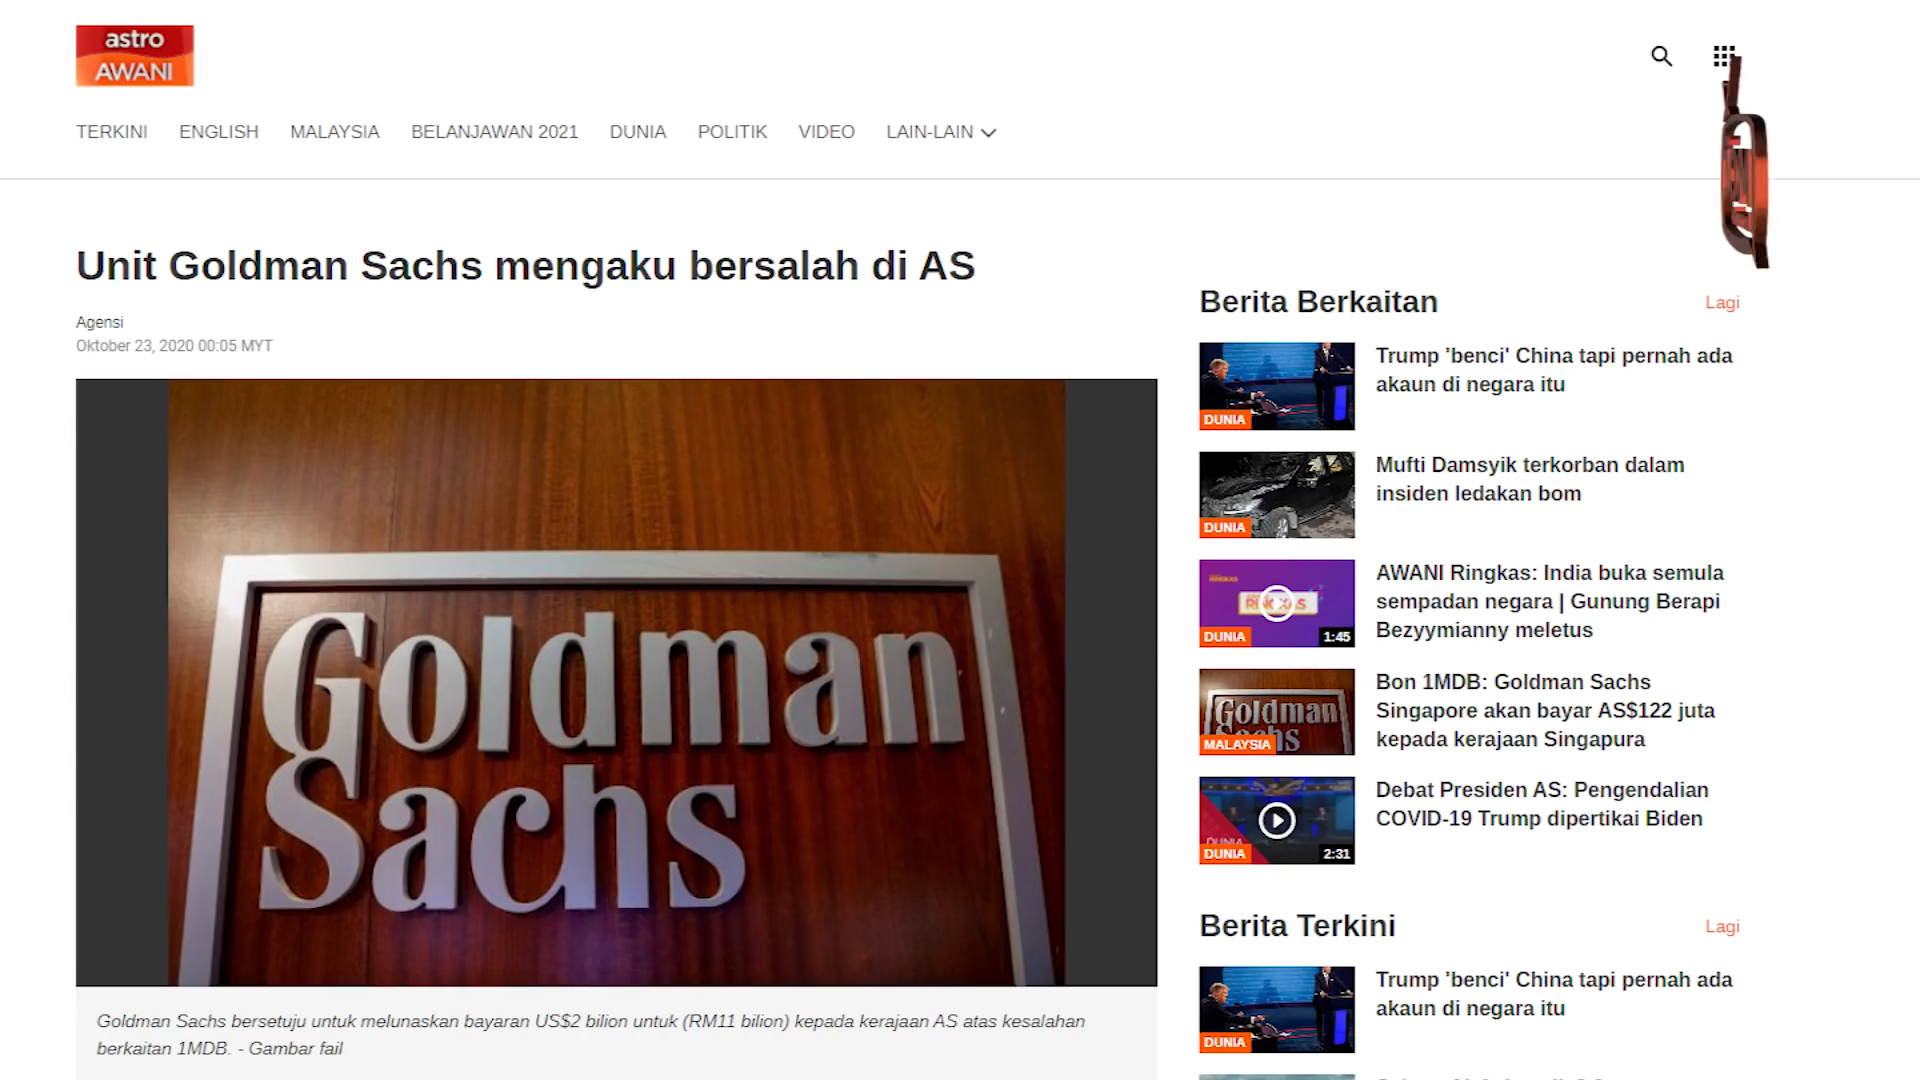 astro
AWANI
TERKINI ENGLISH MALAYSIA BELANJAWAN 2021 DUNIA POLITIK VIDEO LAIN-LAIN
Unit Goldman Sachs mengaku bersalah di AS
Agensi
Oktober 23, 2020 00:05 MYT
Goldman
Sachs
Goldman Sachs bersetuju untuk melunaskan bayaran US$2 bilion untuk (RM11 bilion) kepada kerajaan AS atas kesalahan
berkaitan 1MDB. - Gambar fail
Berita Berkaitan
Lagi
Trump 'benci' China tapi pernah ada
akaun di negara itu
DUNIA
Mufti Damsyik terkorban dalam
insiden ledakan bom
DUNIA
AWANI Ringkas: India buka semula
sempadan negara | Gunung Berapi
Bezyymianny meletus
DUNIA
1:45
Bon 1MDB: Goldman Sachs
Singapore akan bayar AS$122 juta
kepada kerajaan Singapura
Goldman
Sachs
MALAYSIA
Debat Presiden AS: Pengendalian
COVID-19 Trump dipertikai Biden
DUNIA
DUNIA
2:31
Berita Terkini
Lagi
Trump 'benci' China tapi pernah ada
akaun di negara itu
DUNIA